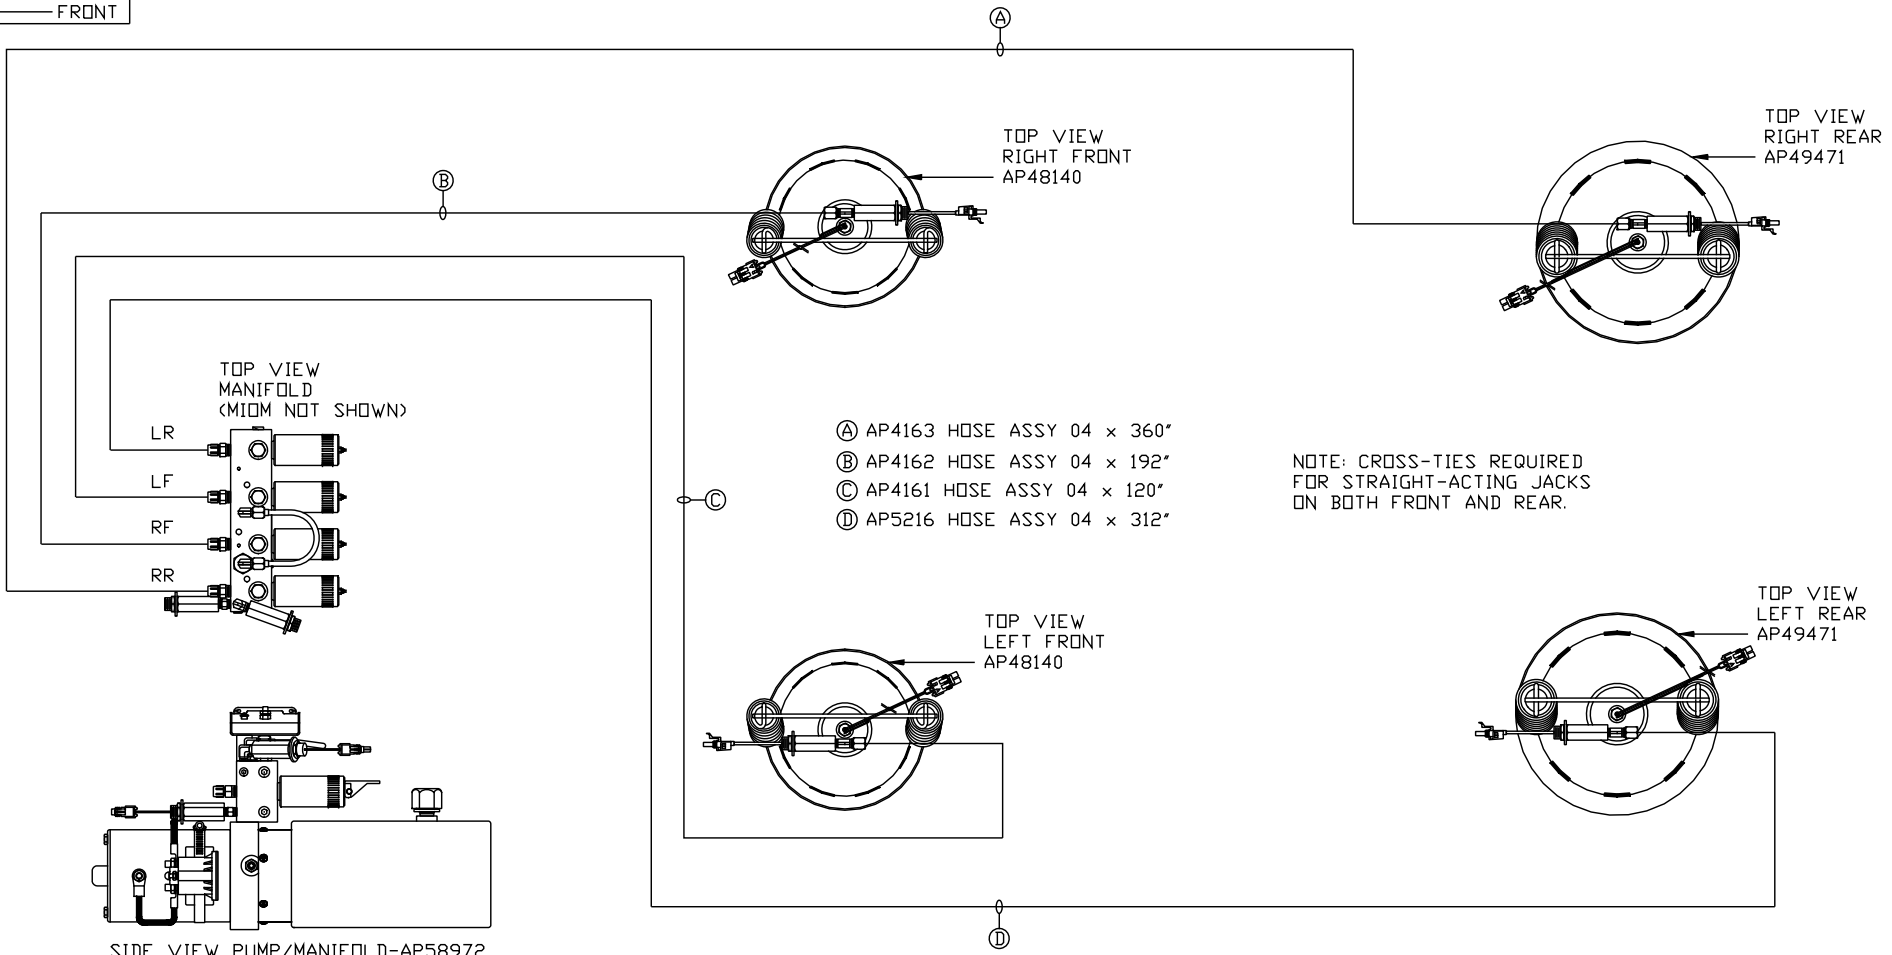 FRONT
A
TOP VIEW
RIGHT FRONT
AP48140
TOP VIEW
RIGHT REAR
AP49471
B
TOP VIEW
MANIFOLD
(MIOM NOT SHOWN)
LR
LF
RF
RR
C
A AP4163 HOSE ASSY 04 x 360"
B AP4162 HOSE ASSY 04 x 192"
C AP4161 HOSE ASSY 04 x 120"
D AP5216 HOSE ASSY 04 x 312"
NOTE: CROSS-TIES REQUIRED
FOR STRAIGHT-ACTING JACKS
ON BOTH FRONT AND REAR.
TOP VIEW
LEFT FRONT
AP48140
TOP VIEW
LEFT REAR
AP49471
D
SIDE VIEW PUMP/MANIFOLD-AP58972